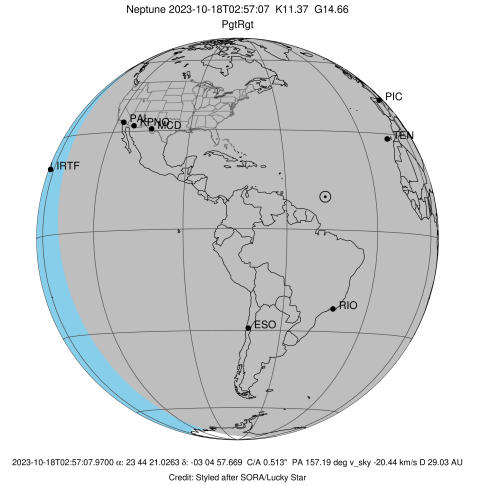 Neptune 2023-10-18T02:57:07 K11.37 G14.66
PgtRgt
PIC
PAL KPNO MCD
TEN
IRTF
RIO
ESO
2023-10-18T02:57:07.9700 α: 23 44 21.0263 δ: -03 04 57.669 C/A 0.513" PA 157.19 deg v_sky -20.44 km/s D 29.03 AU
Credit: Styled after SORA/Lucky Star